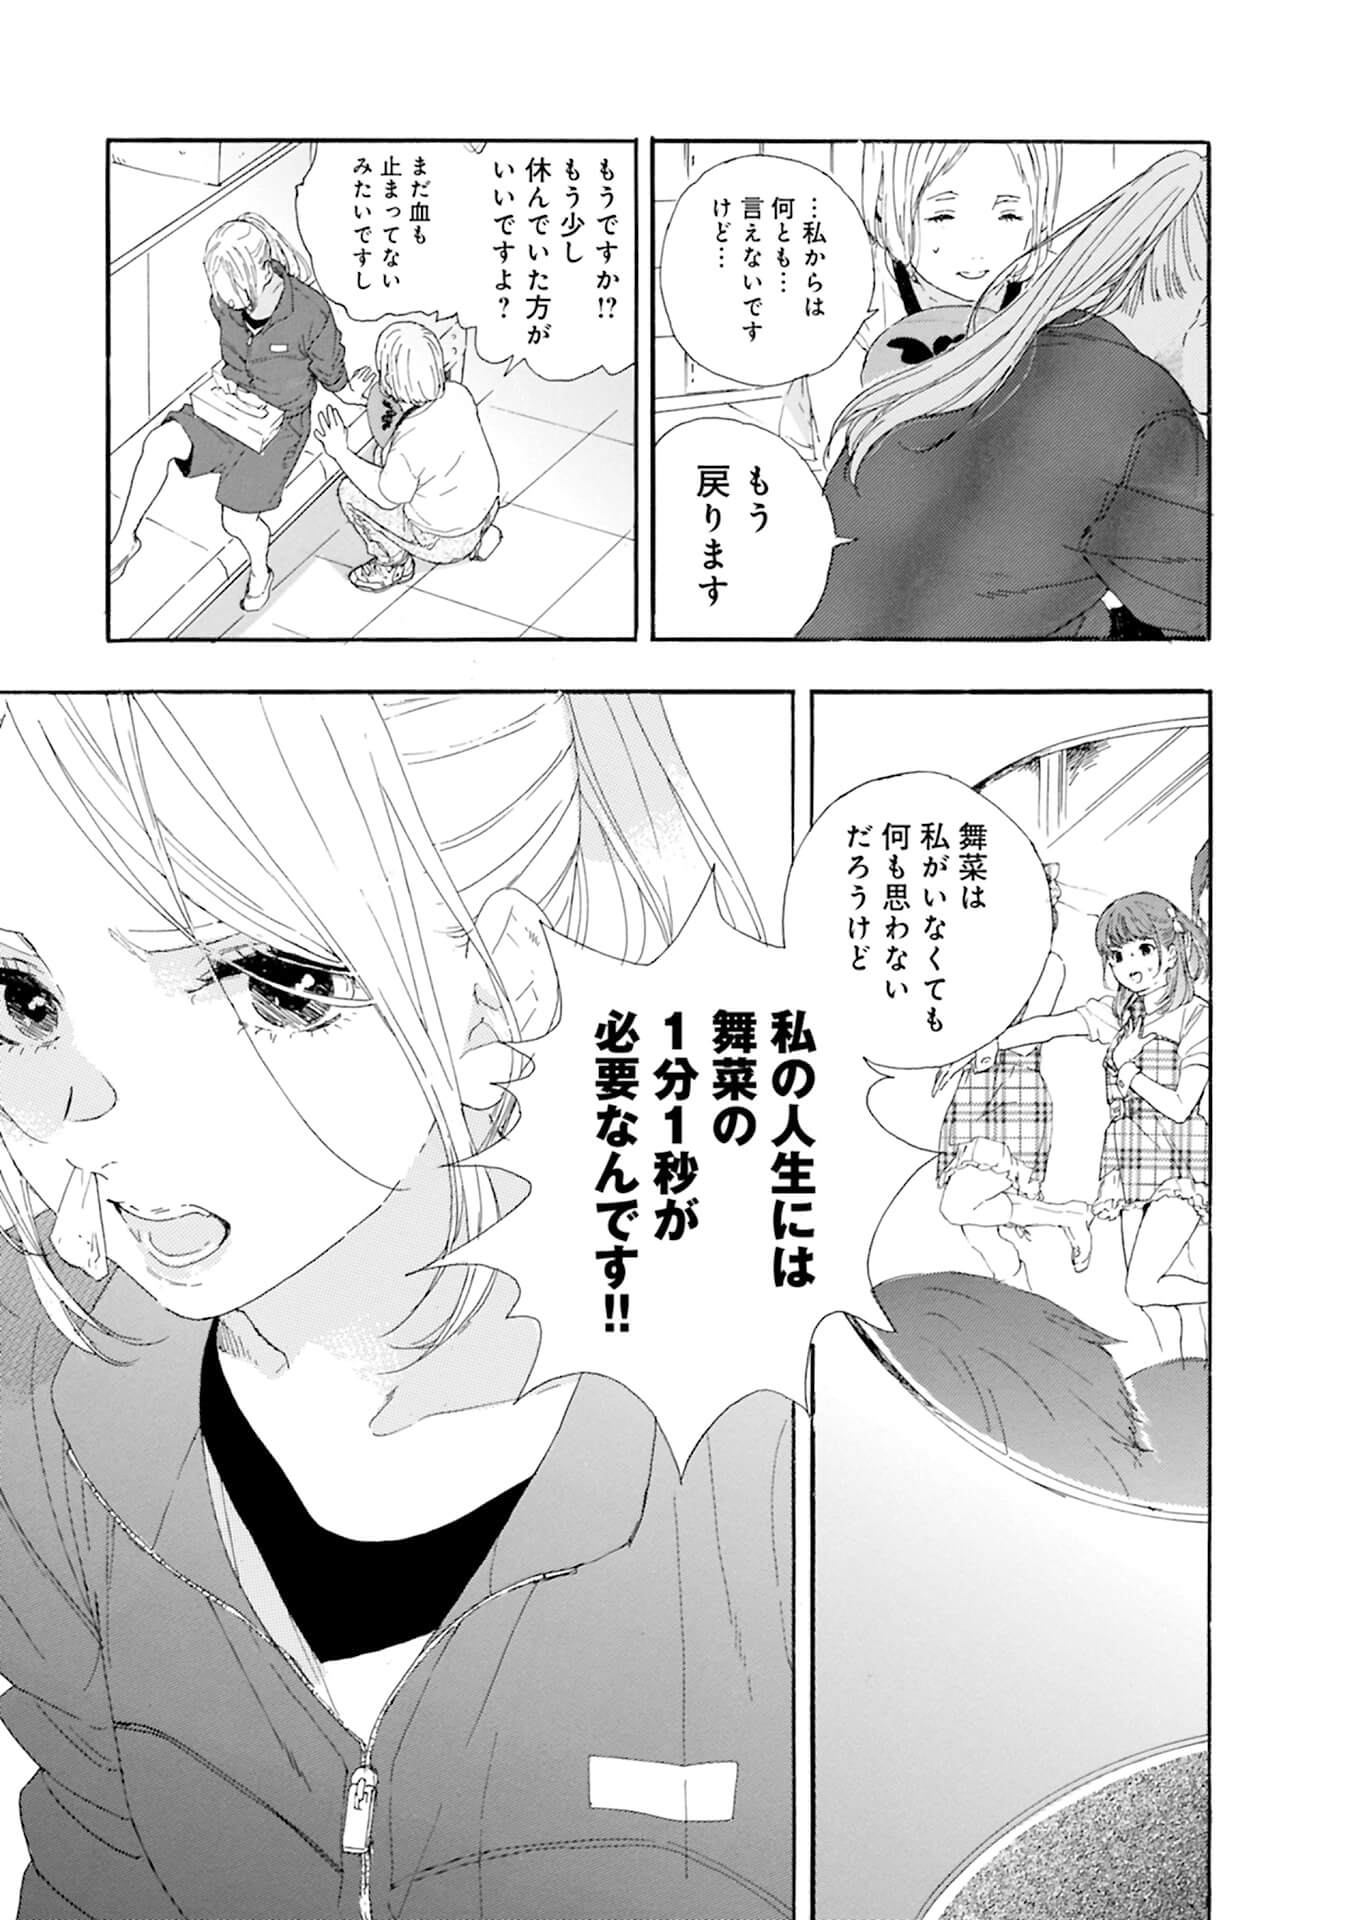 …私からは
何とも…
言えないです
けど…
もう
戻ります
もうですか!?
もう少し
休んでいた方が
いいですよ？
まだ血も
止まってない
みたいですし
舞菜は
私がいなくても
何も思わない
だろうけど
私の人生には
舞菜の
1分1秒が
必要なんです!!